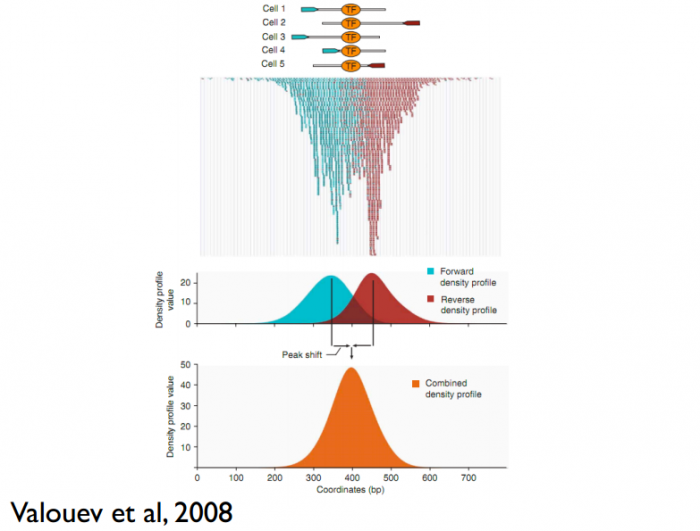 Cell 1
TF
Cell 2
TF
Cell 3
TF
Cell 4
TF
Cell 5
TF
Density profile
value
20
10
0
Forward
density profile
Reverse
density profile
Peak shift
Density profile value
50
40
30
20
10
Combined
density profile
0 100 200 300 400 500 600 700
Coordinates (bp)
Valouev et al, 2008